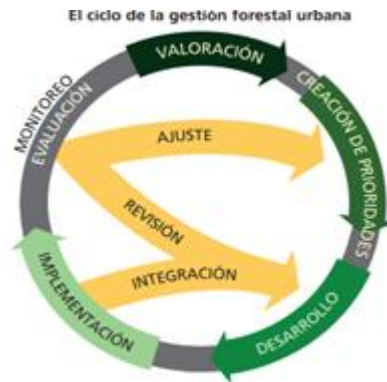 El ciclo de la gestión forestal urbana
VALORACIÓN
CREACIÓN DE PRIORIDADES
DESARROLLO
IMPLEMENTACIÓN
MONITOREO
EVALUACIÓN
AJUSTE
REVISIÓN
INTEGRACIÓN